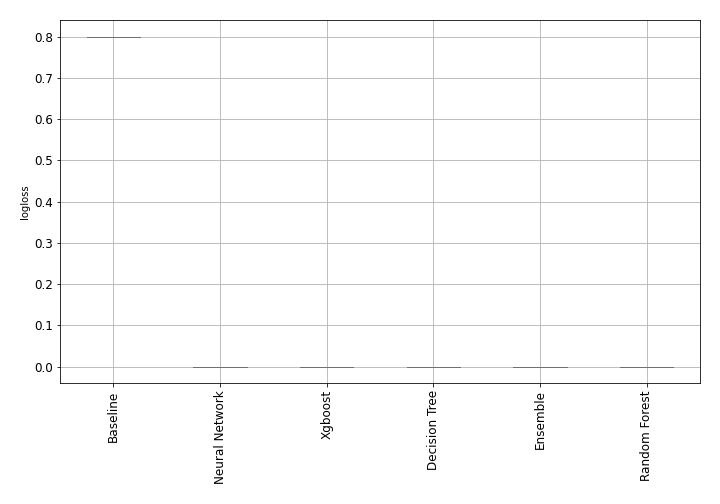 0.8
0.7
0.6
0.5
0.4
0.3
0.2
0.1
0.0
logloss
Baseline
Neural Network
Xgboost
Decision Tree
Ensemble
Random Forest